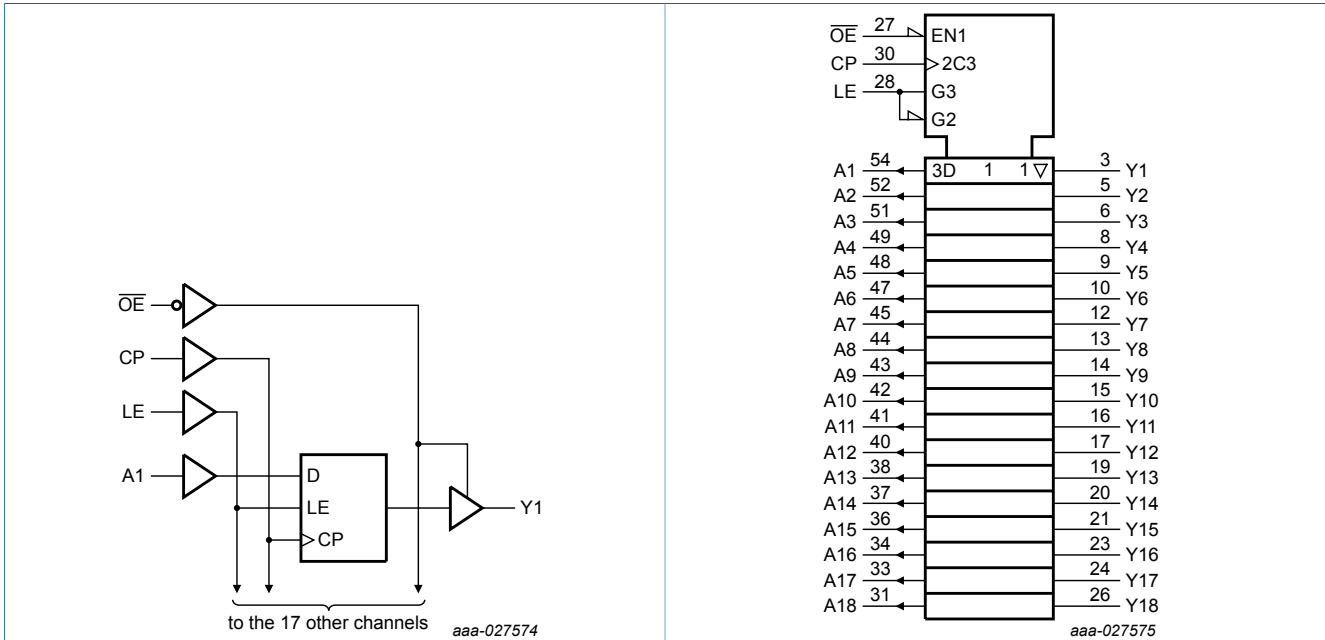 OE
CP
LE
A1
D
LE
CP
Y1
to the 17 other channels
aaa-027574
OE 27 EN1
CP 30 2C3
LE 28 G3
G2
A1 54 3D 1 1 ▽ 3 Y1
A2 52 5 Y2
A3 51 6 Y3
A4 49 8 Y4
A5 48 9 Y5
A6 47 10 Y6
A7 45 12 Y7
A8 44 13 Y8
A9 43 14 Y9
A10 42 15 Y10
A11 41 16 Y11
A12 40 17 Y12
A13 38 19 Y13
A14 37 20 Y14
A15 36 21 Y15
A16 34 23 Y16
A17 33 24 Y17
A18 31 26 Y18
aaa-027575